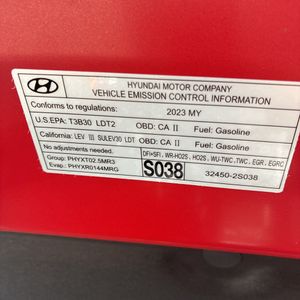 HYUNDAI MOTOR COMPANY
VEHICLE EMISSION CONTROL INFORMATION
Conforms to regulations: 2023 MY
U.S.EPA: T3B30 LDT2 OBD: CA II Fuel: Gasoline
California: LEV III SULEV30 LDT OBD: CA II Fuel: Gasoline
No adjustments needed. DFI+SFI, WR-HO2S, HO2S, WU-TWC, TWC, EGR, EGRC
Group: PHYXT02.5MR3
Evap.: PHYXR0144MRG S038 32450-2S038